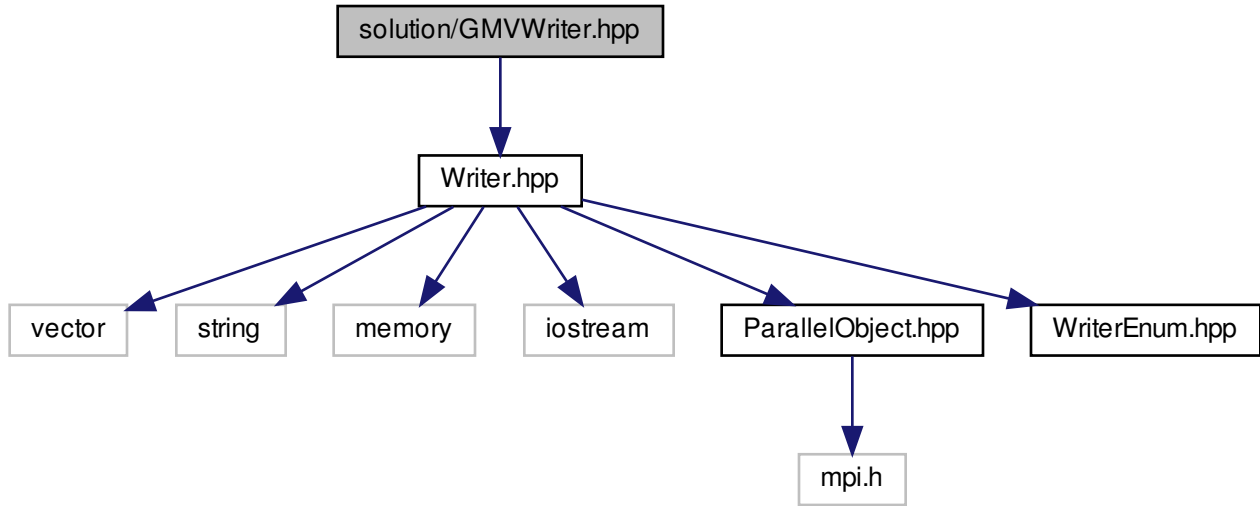 solution/GMVWriter.hpp
Writer.hpp
vector
string
memory
iostream
ParallelObject.hpp
WriterEnum.hpp
mpi.h